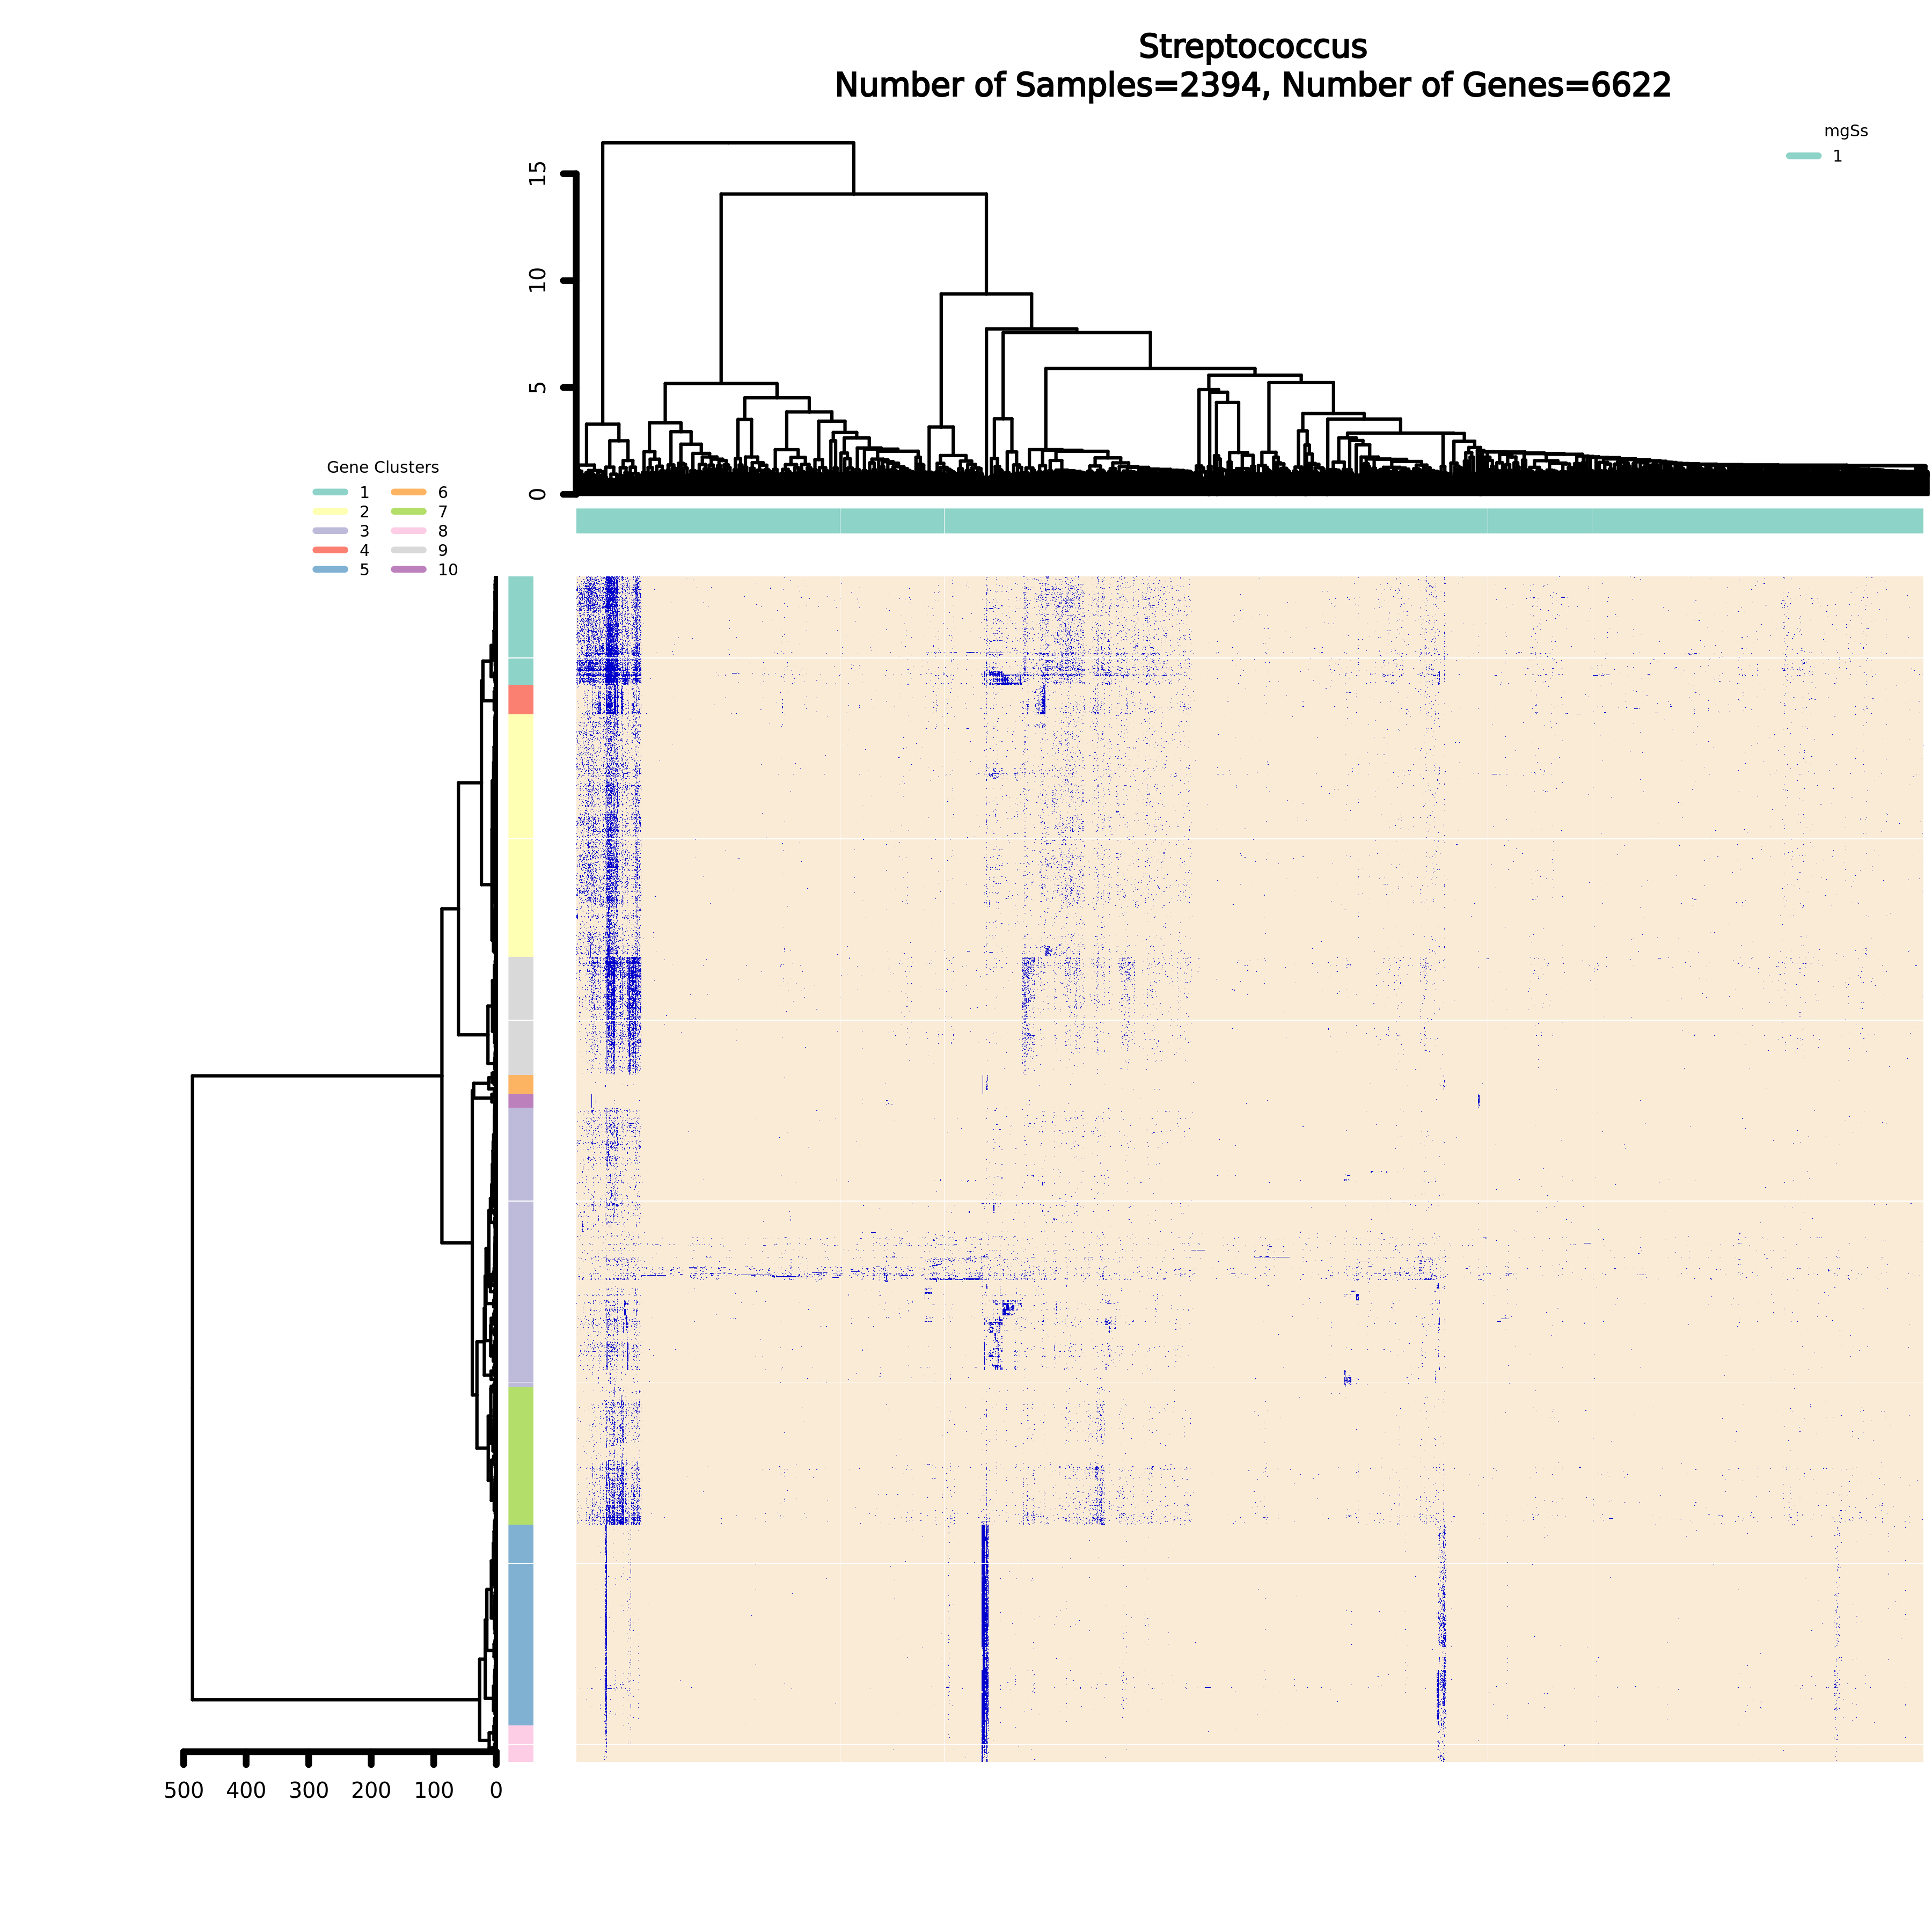 Streptococcus
Number of Samples=2394, Number of Genes=6622
mgSs
1
15
10
5
0
Gene Clusters
1 6
2 7
3 8
4 9
5 10
500 400 300 200 100 0